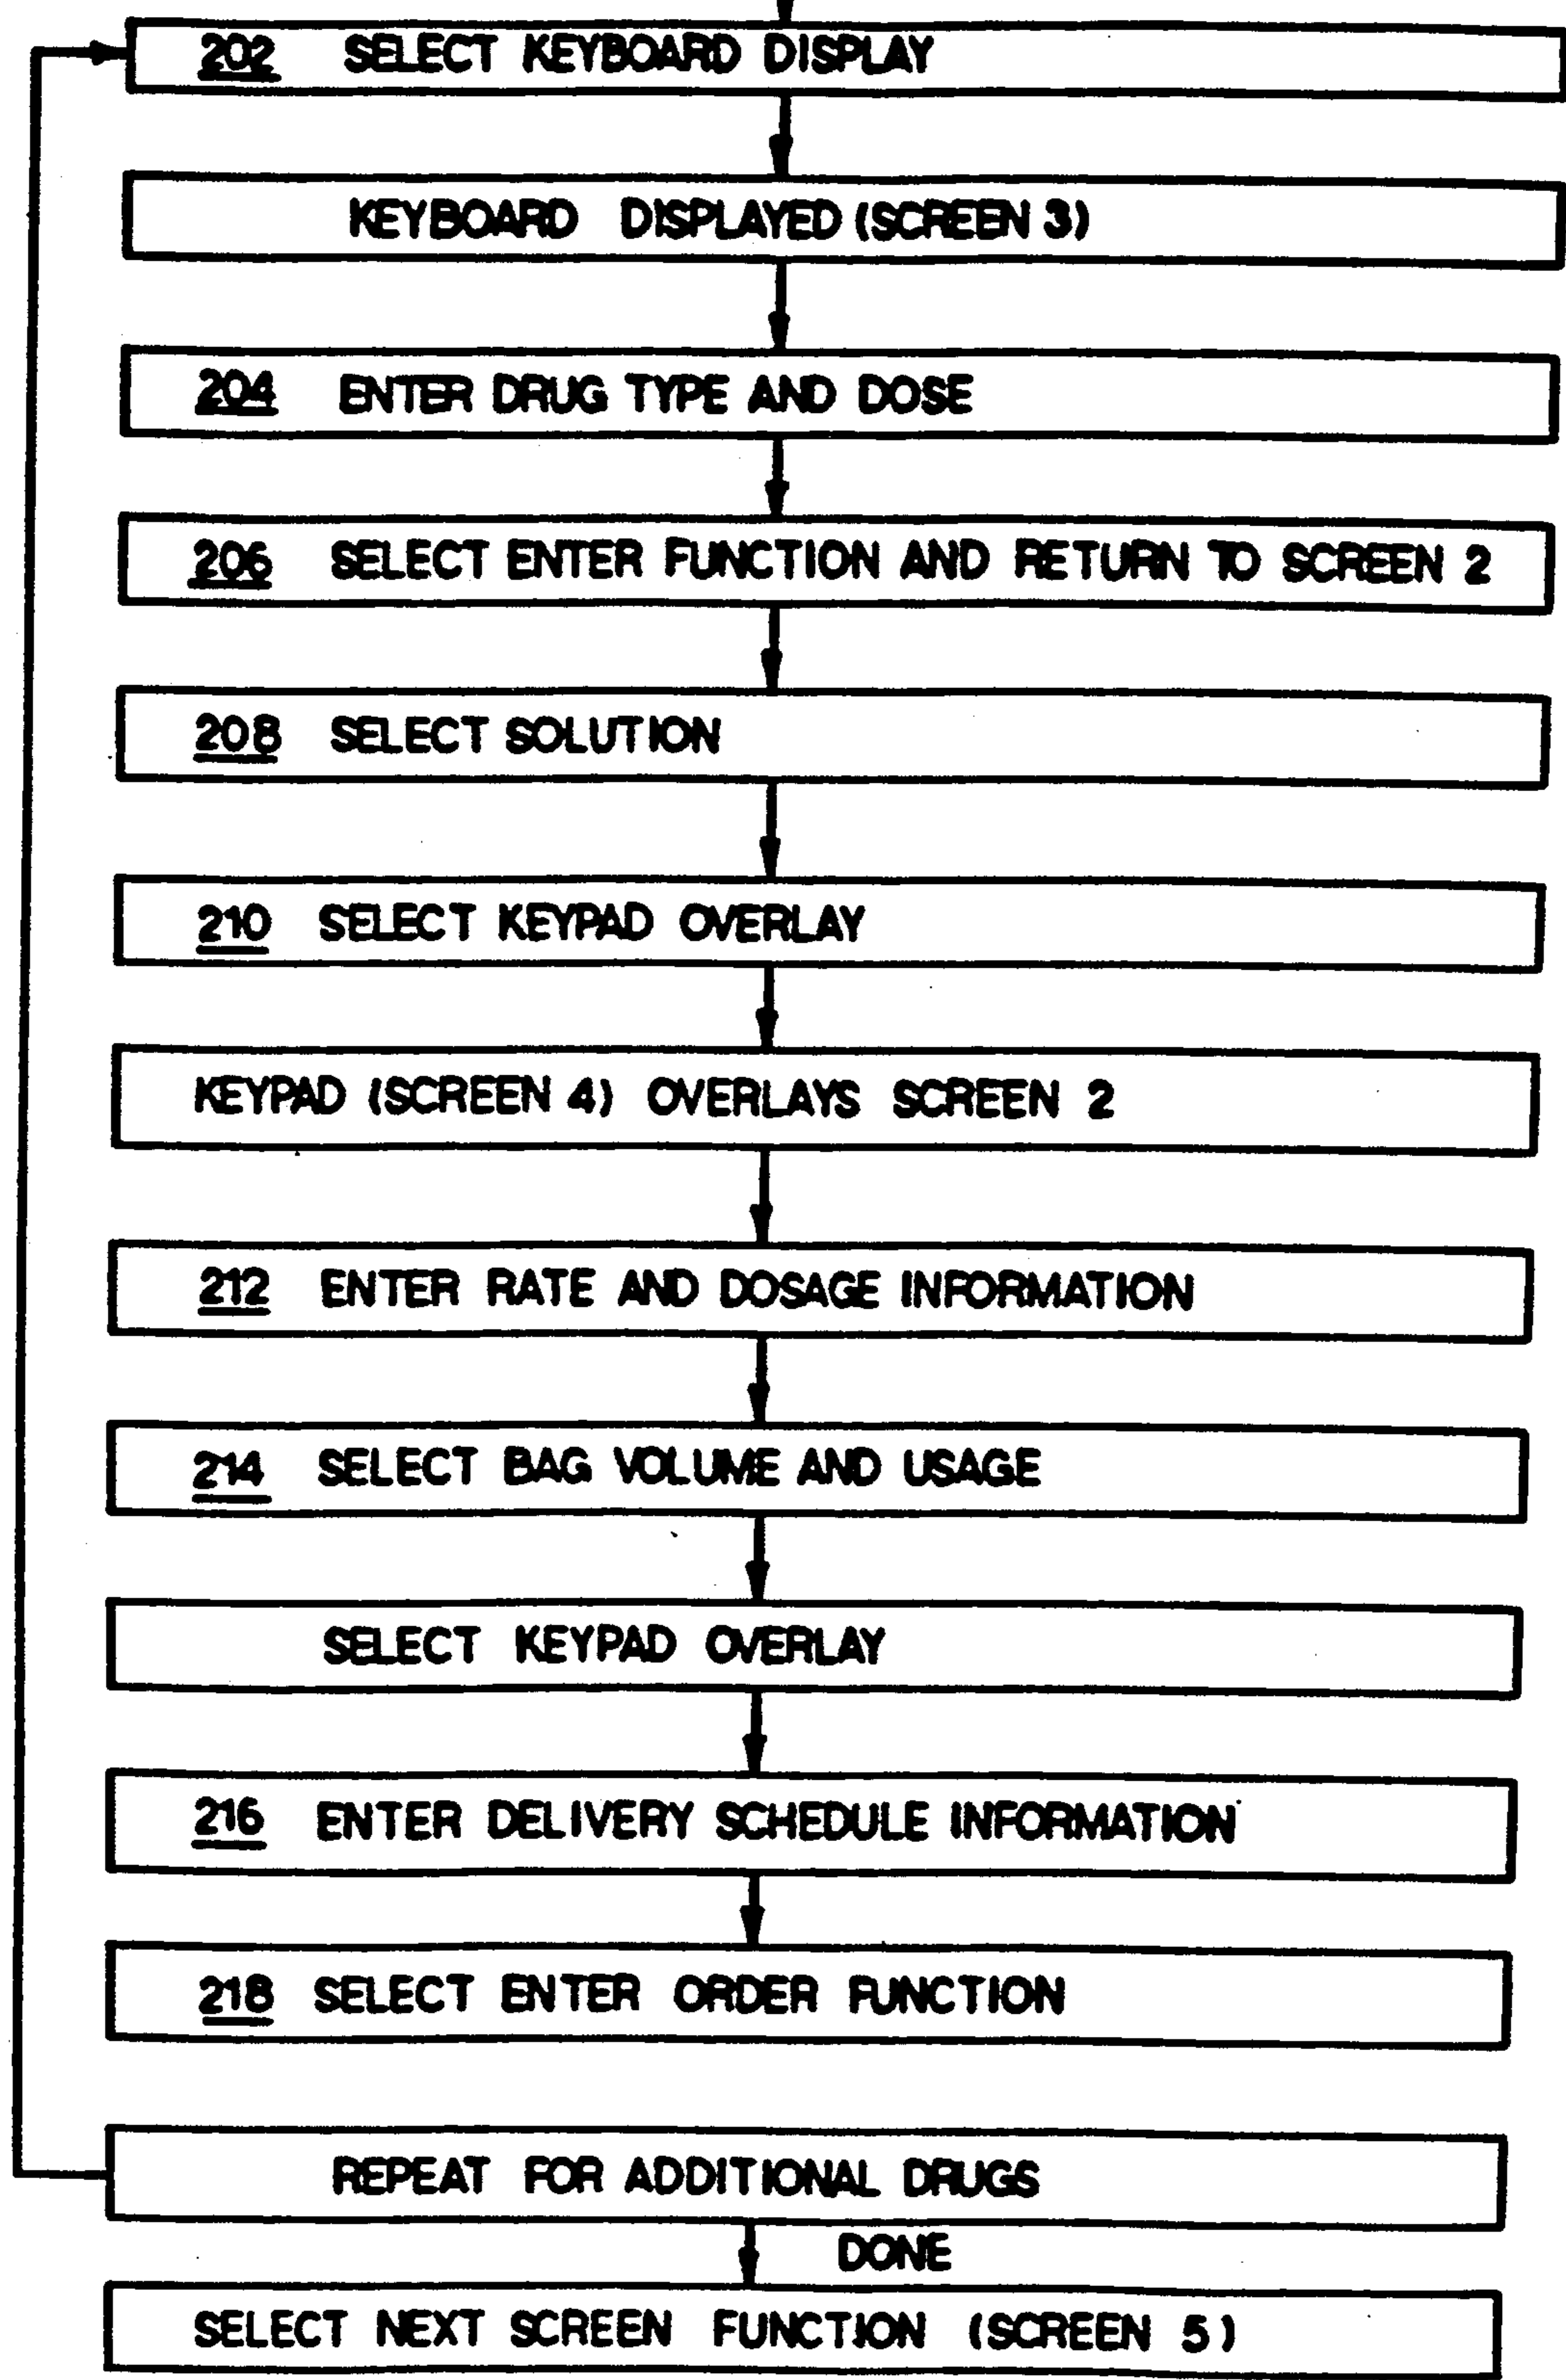 202 SELECT KEYBOARD DISPLAY
KEYBOARD DISPLAYED (SCREEN 3)
204 ENTER DRUG TYPE AND DOSE
206 SELECT ENTER FUNCTION AND RETURN TO SCREEN 2
208 SELECT SOLUTION
210 SELECT KEYPAD OVERLAY
KEYPAD (SCREEN 4) OVERLAYS SCREEN 2
212 ENTER RATE AND DOSAGE INFORMATION
214 SELECT BAG VOLUME AND USAGE
SELECT KEYPAD OVERLAY
216 ENTER DELIVERY SCHEDULE INFORMATION
218 SELECT ENTER ORDER FUNCTION
REPEAT FOR ADDITIONAL DRUGS
DONE
SELECT NEXT SCREEN FUNCTION (SCREEN 5)